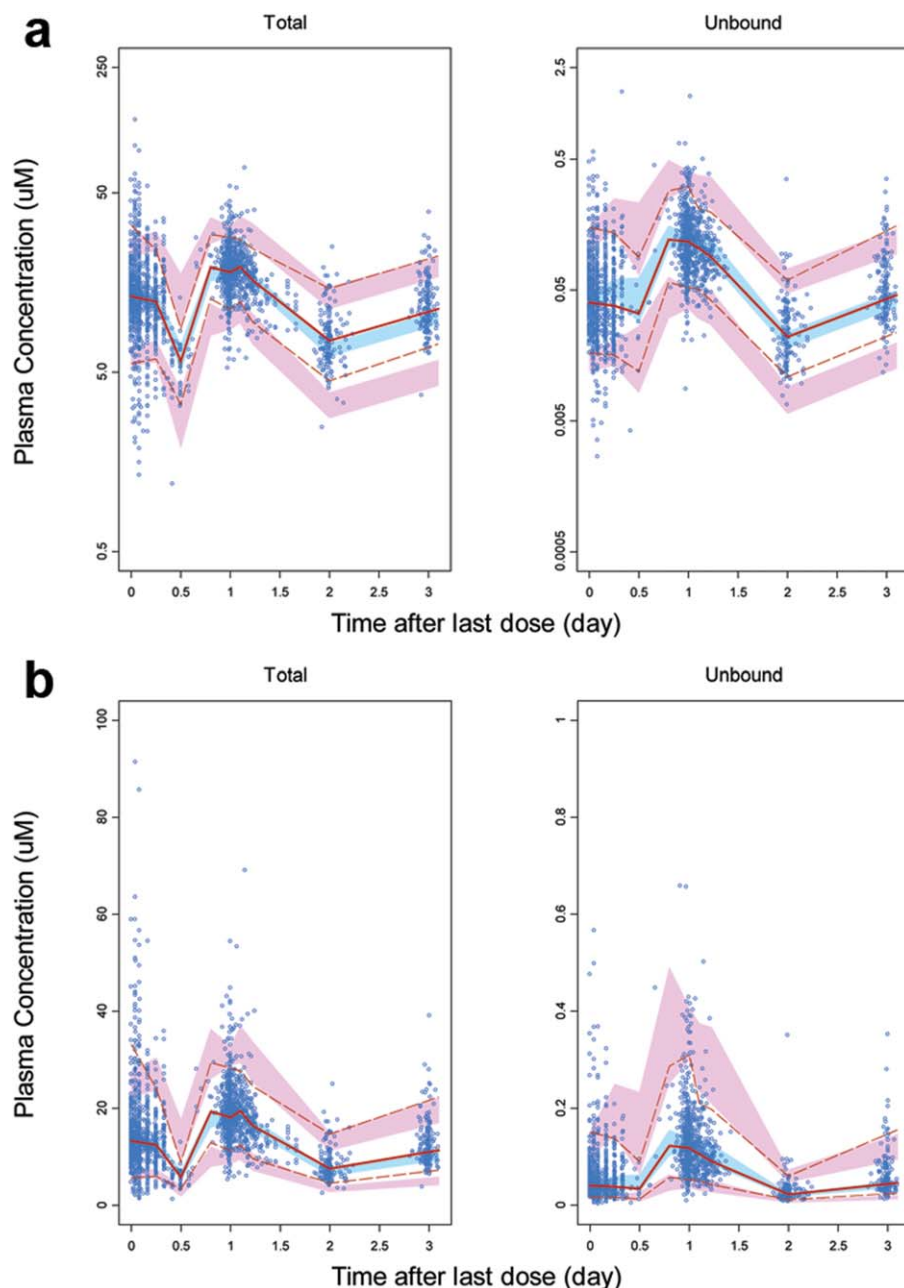 a
Total
Unbound
Plasma Concentration (uM)
250
50
5.0
0.5
2.5
0.5
0.05
0.005
0.0005
0 0.5 1 1.5 2 2.5 3
0 0.5 1 1.5 2 2.5 3
Time after last dose (day)
b
Total
Unbound
Plasma Concentration (uM)
100
80
60
40
20
0
1
0.8
0.6
0.4
0.2
0
0 0.5 1 1.5 2 2.5 3
0 0.5 1 1.5 2 2.5 3
Time after last dose (day)